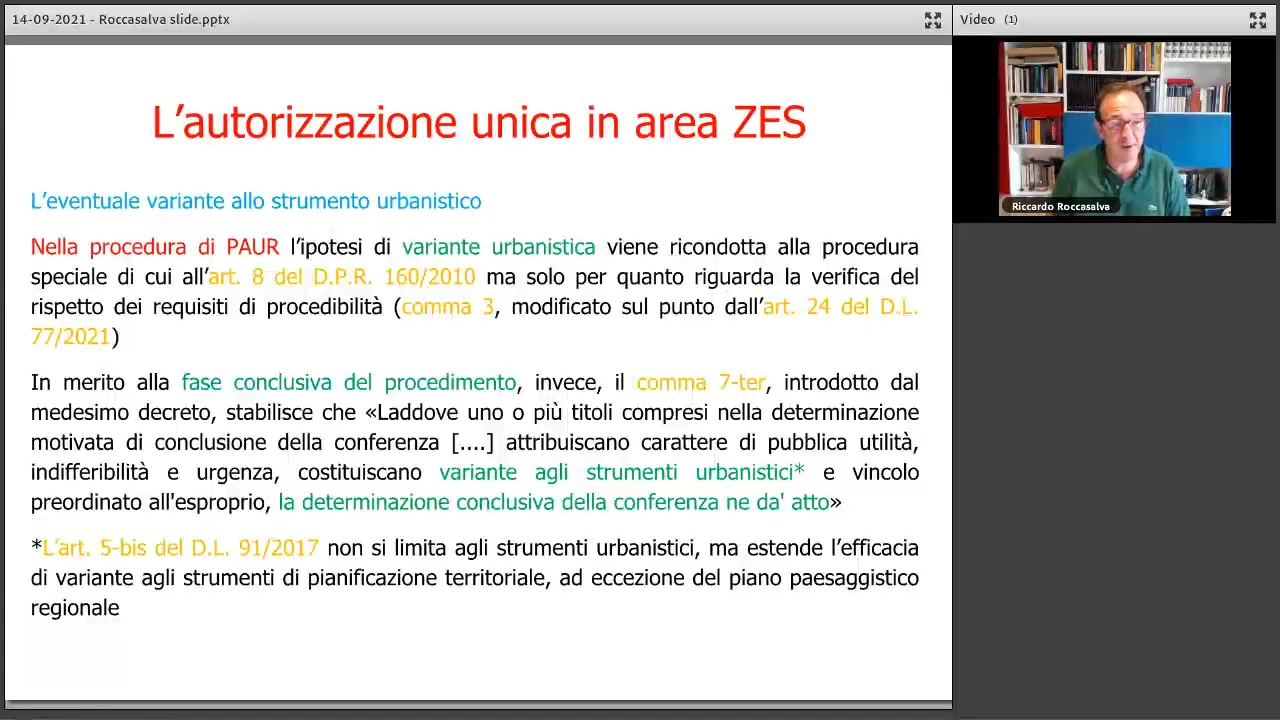 14-09-2021 - Roccasalva slide.pptx
Video (1)
L’autorizzazione unica in area ZES
L’eventuale variante allo strumento urbanistico
Nella procedura di PAUR l’ipotesi di variante urbanistica viene ricondotta alla procedura
speciale di cui all’art. 8 del D.P.R. 160/2010 ma solo per quanto riguarda la verifica del
rispetto dei requisiti di procedibilità (comma 3, modificato sul punto dall’art. 24 del D.L.
77/2021)
In merito alla fase conclusiva del procedimento, invece, il comma 7-ter, introdotto dal
medesimo decreto, stabilisce che «Laddove uno o più titoli compresi nella determinazione
motivata di conclusione della conferenza [....] attribuiscano carattere di pubblica utilità,
indifferibilità e urgenza, costituiscano variante agli strumenti urbanistici* e vincolo
preordinato all'esproprio, la determinazione conclusiva della conferenza ne da' atto»
*L’art. 5-bis del D.L. 91/2017 non si limita agli strumenti urbanistici, ma estende l’efficacia
di variante agli strumenti di pianificazione territoriale, ad eccezione del piano paesaggistico
regionale
Riccardo Roccasalva